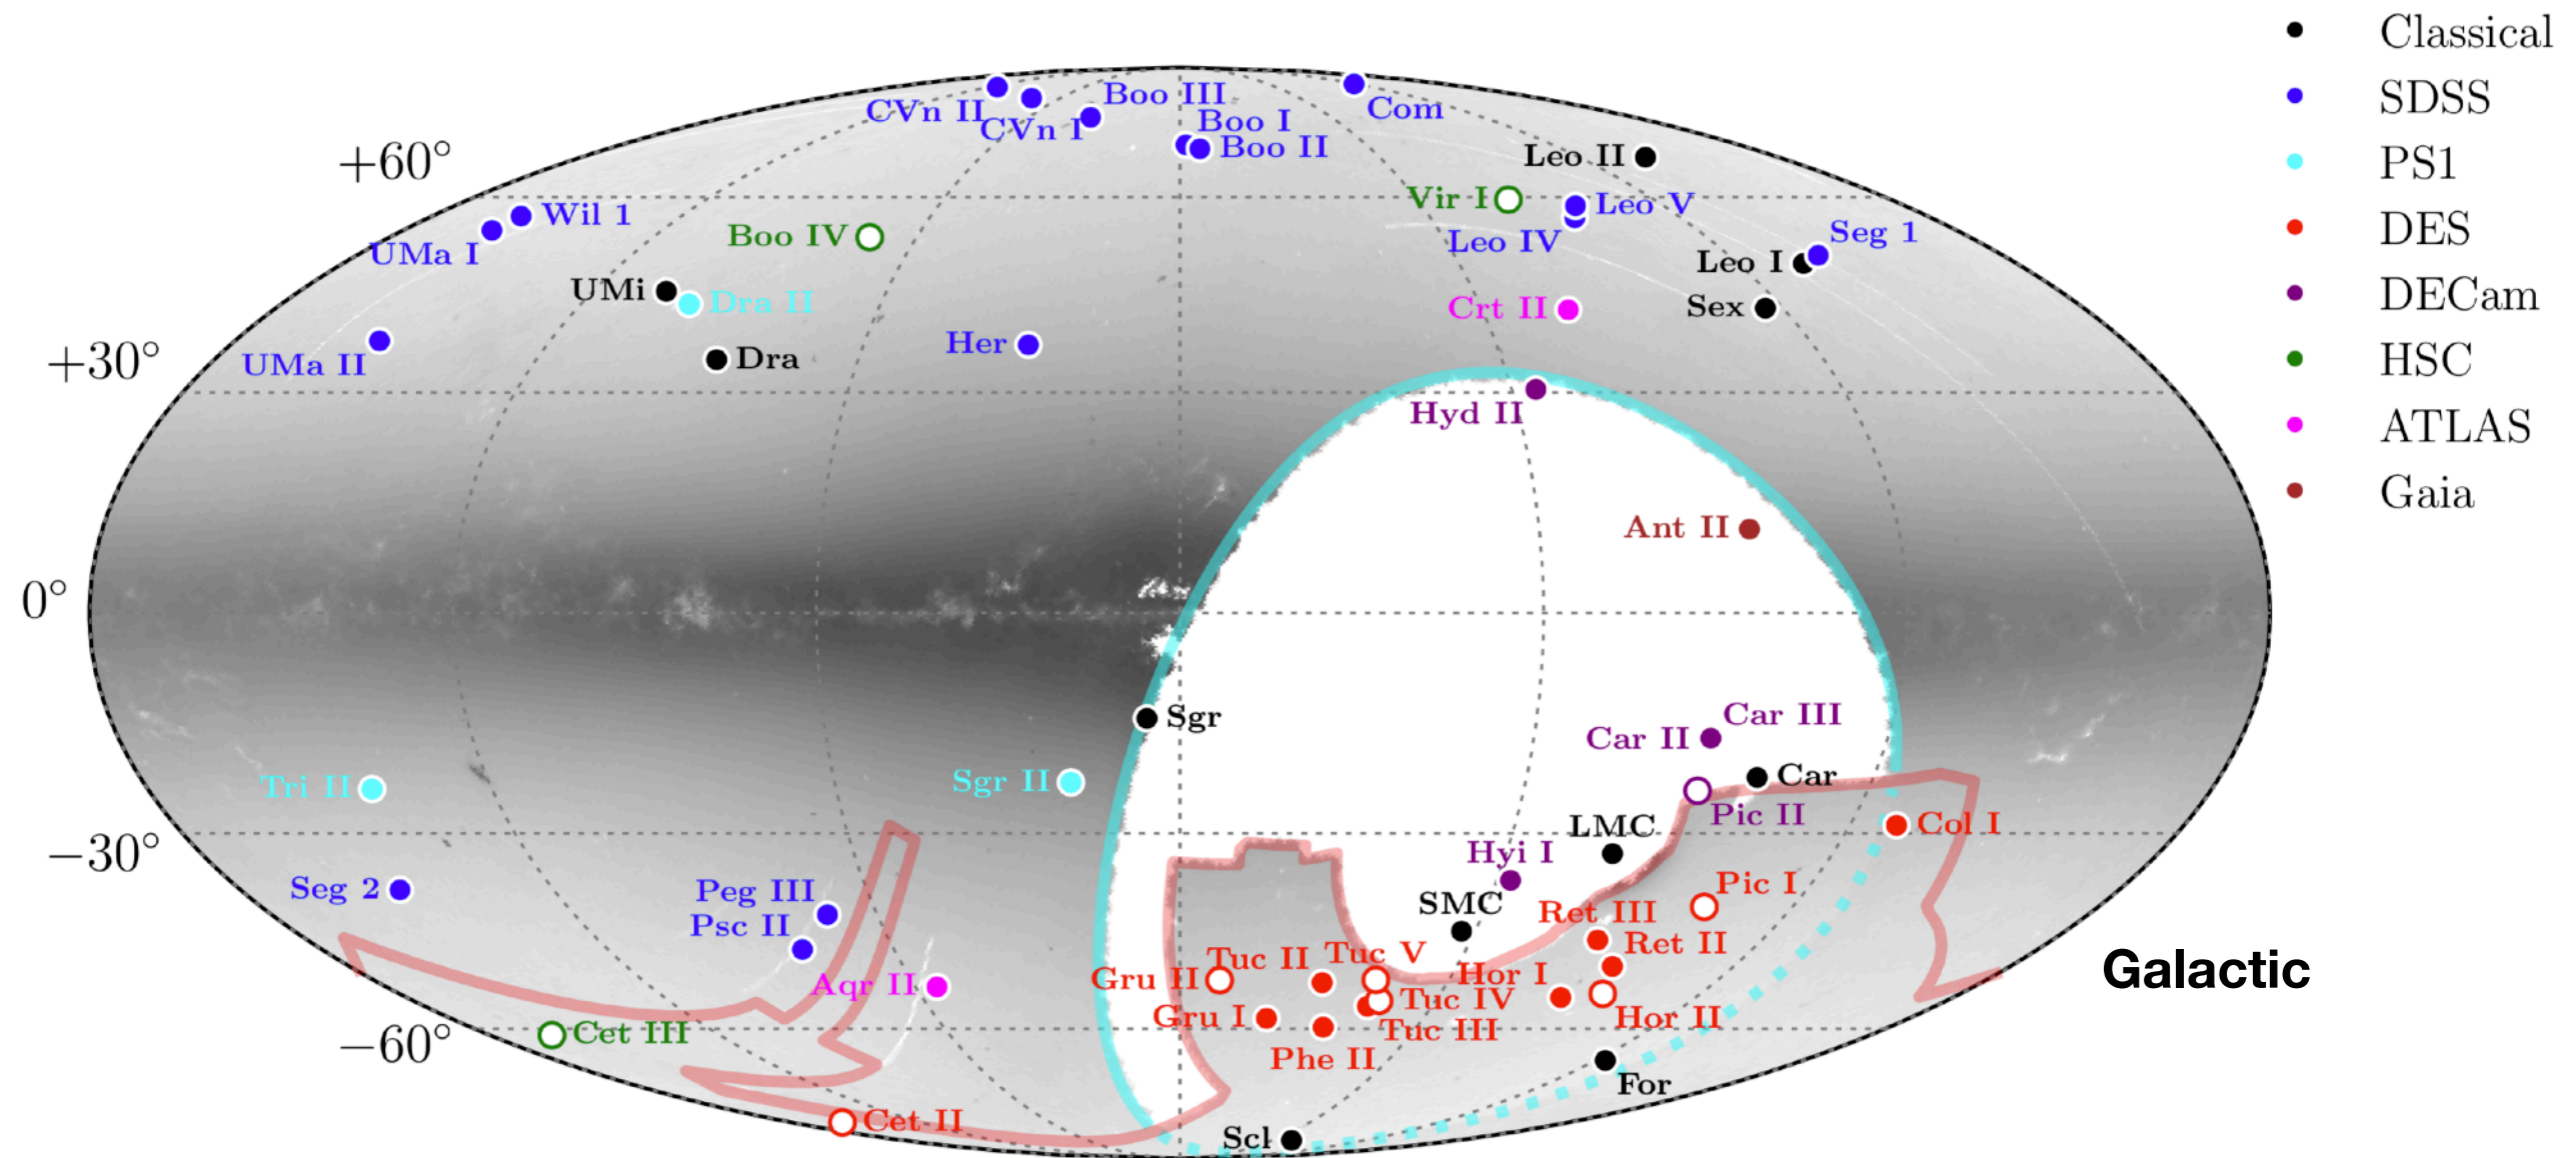 Classical
SDSS
PS1
DES
DECam
HSC
ATLAS
Gaia
+60°
+30°
0°
−30°
−60°
CVn II
CVn I
Boo III
Boo I
Boo II
Com
Leo II
Vir I
Leo V
Leo IV
Seg 1
Leo I
Sex
Wil 1
UMa I
Boo IV
UMi
Dra II
Dra
UMa II
Her
Crt II
Hyd II
Ant II
Sgr
Sgr II
Tri II
Car III
Car II
Car
Pic II
LMC
Col I
Hyi I
SMC
Pic I
Seg 2
Peg III
Psc II
Aqr II
Ret III
Ret II
Tuc II
Tuc V
Hor I
Gru II
Tuc IV
Gru I
Tuc III
Hor II
Phe II
Cet III
For
Cet II
Scl
Galactic